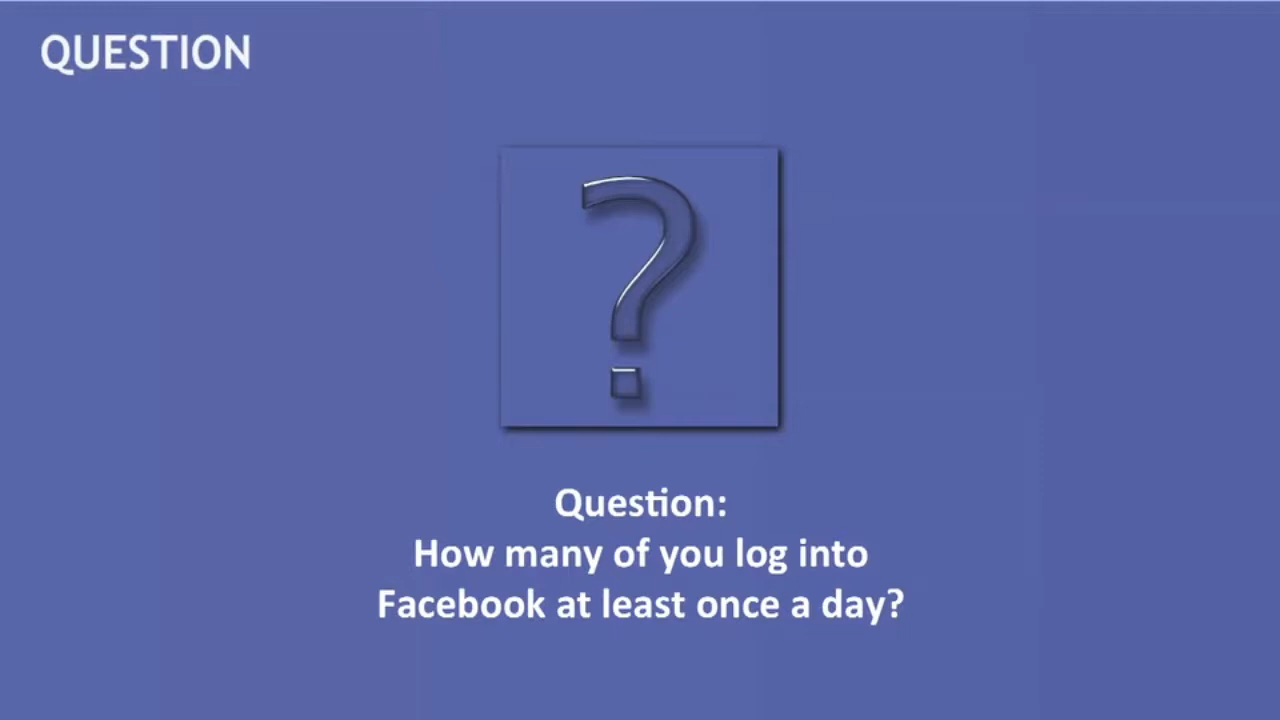 QUESTION
?
Question:
How many of you log into
Facebook at least once a day?